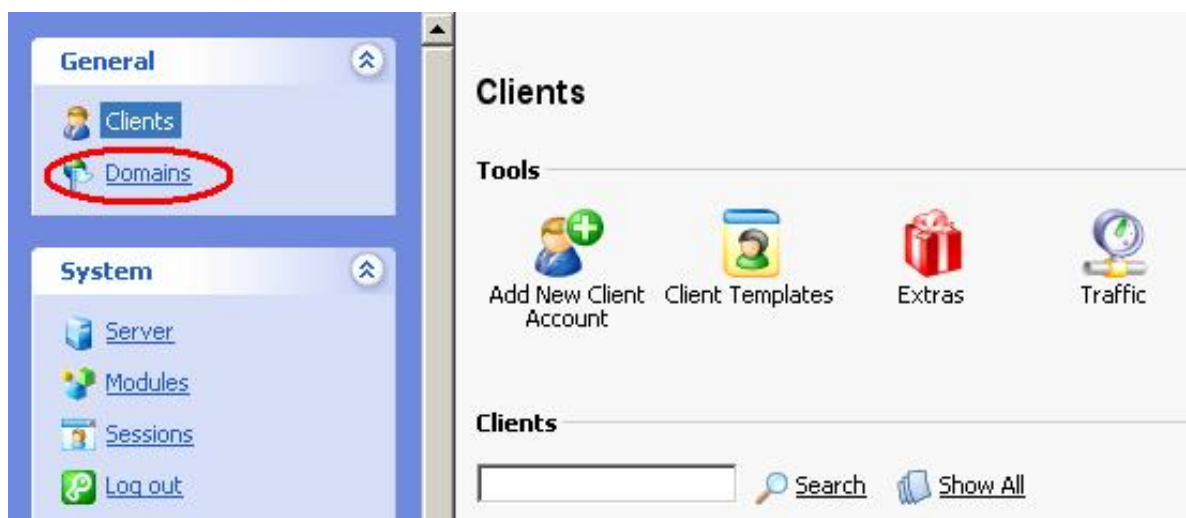 General
Clients
Domains
System
Server
Modules
Sessions
Log out
Clients
Tools
Add New Client
Account
Client Templates
Extras
Traffic
Clients
Search
Show All